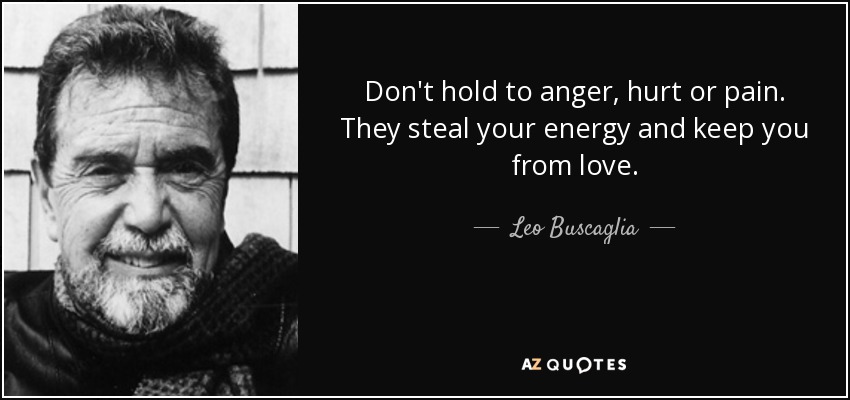 Don't hold to anger, hurt or pain.
They steal your energy and keep you
from love.
Leo Buscaglia
AZ QUOTES